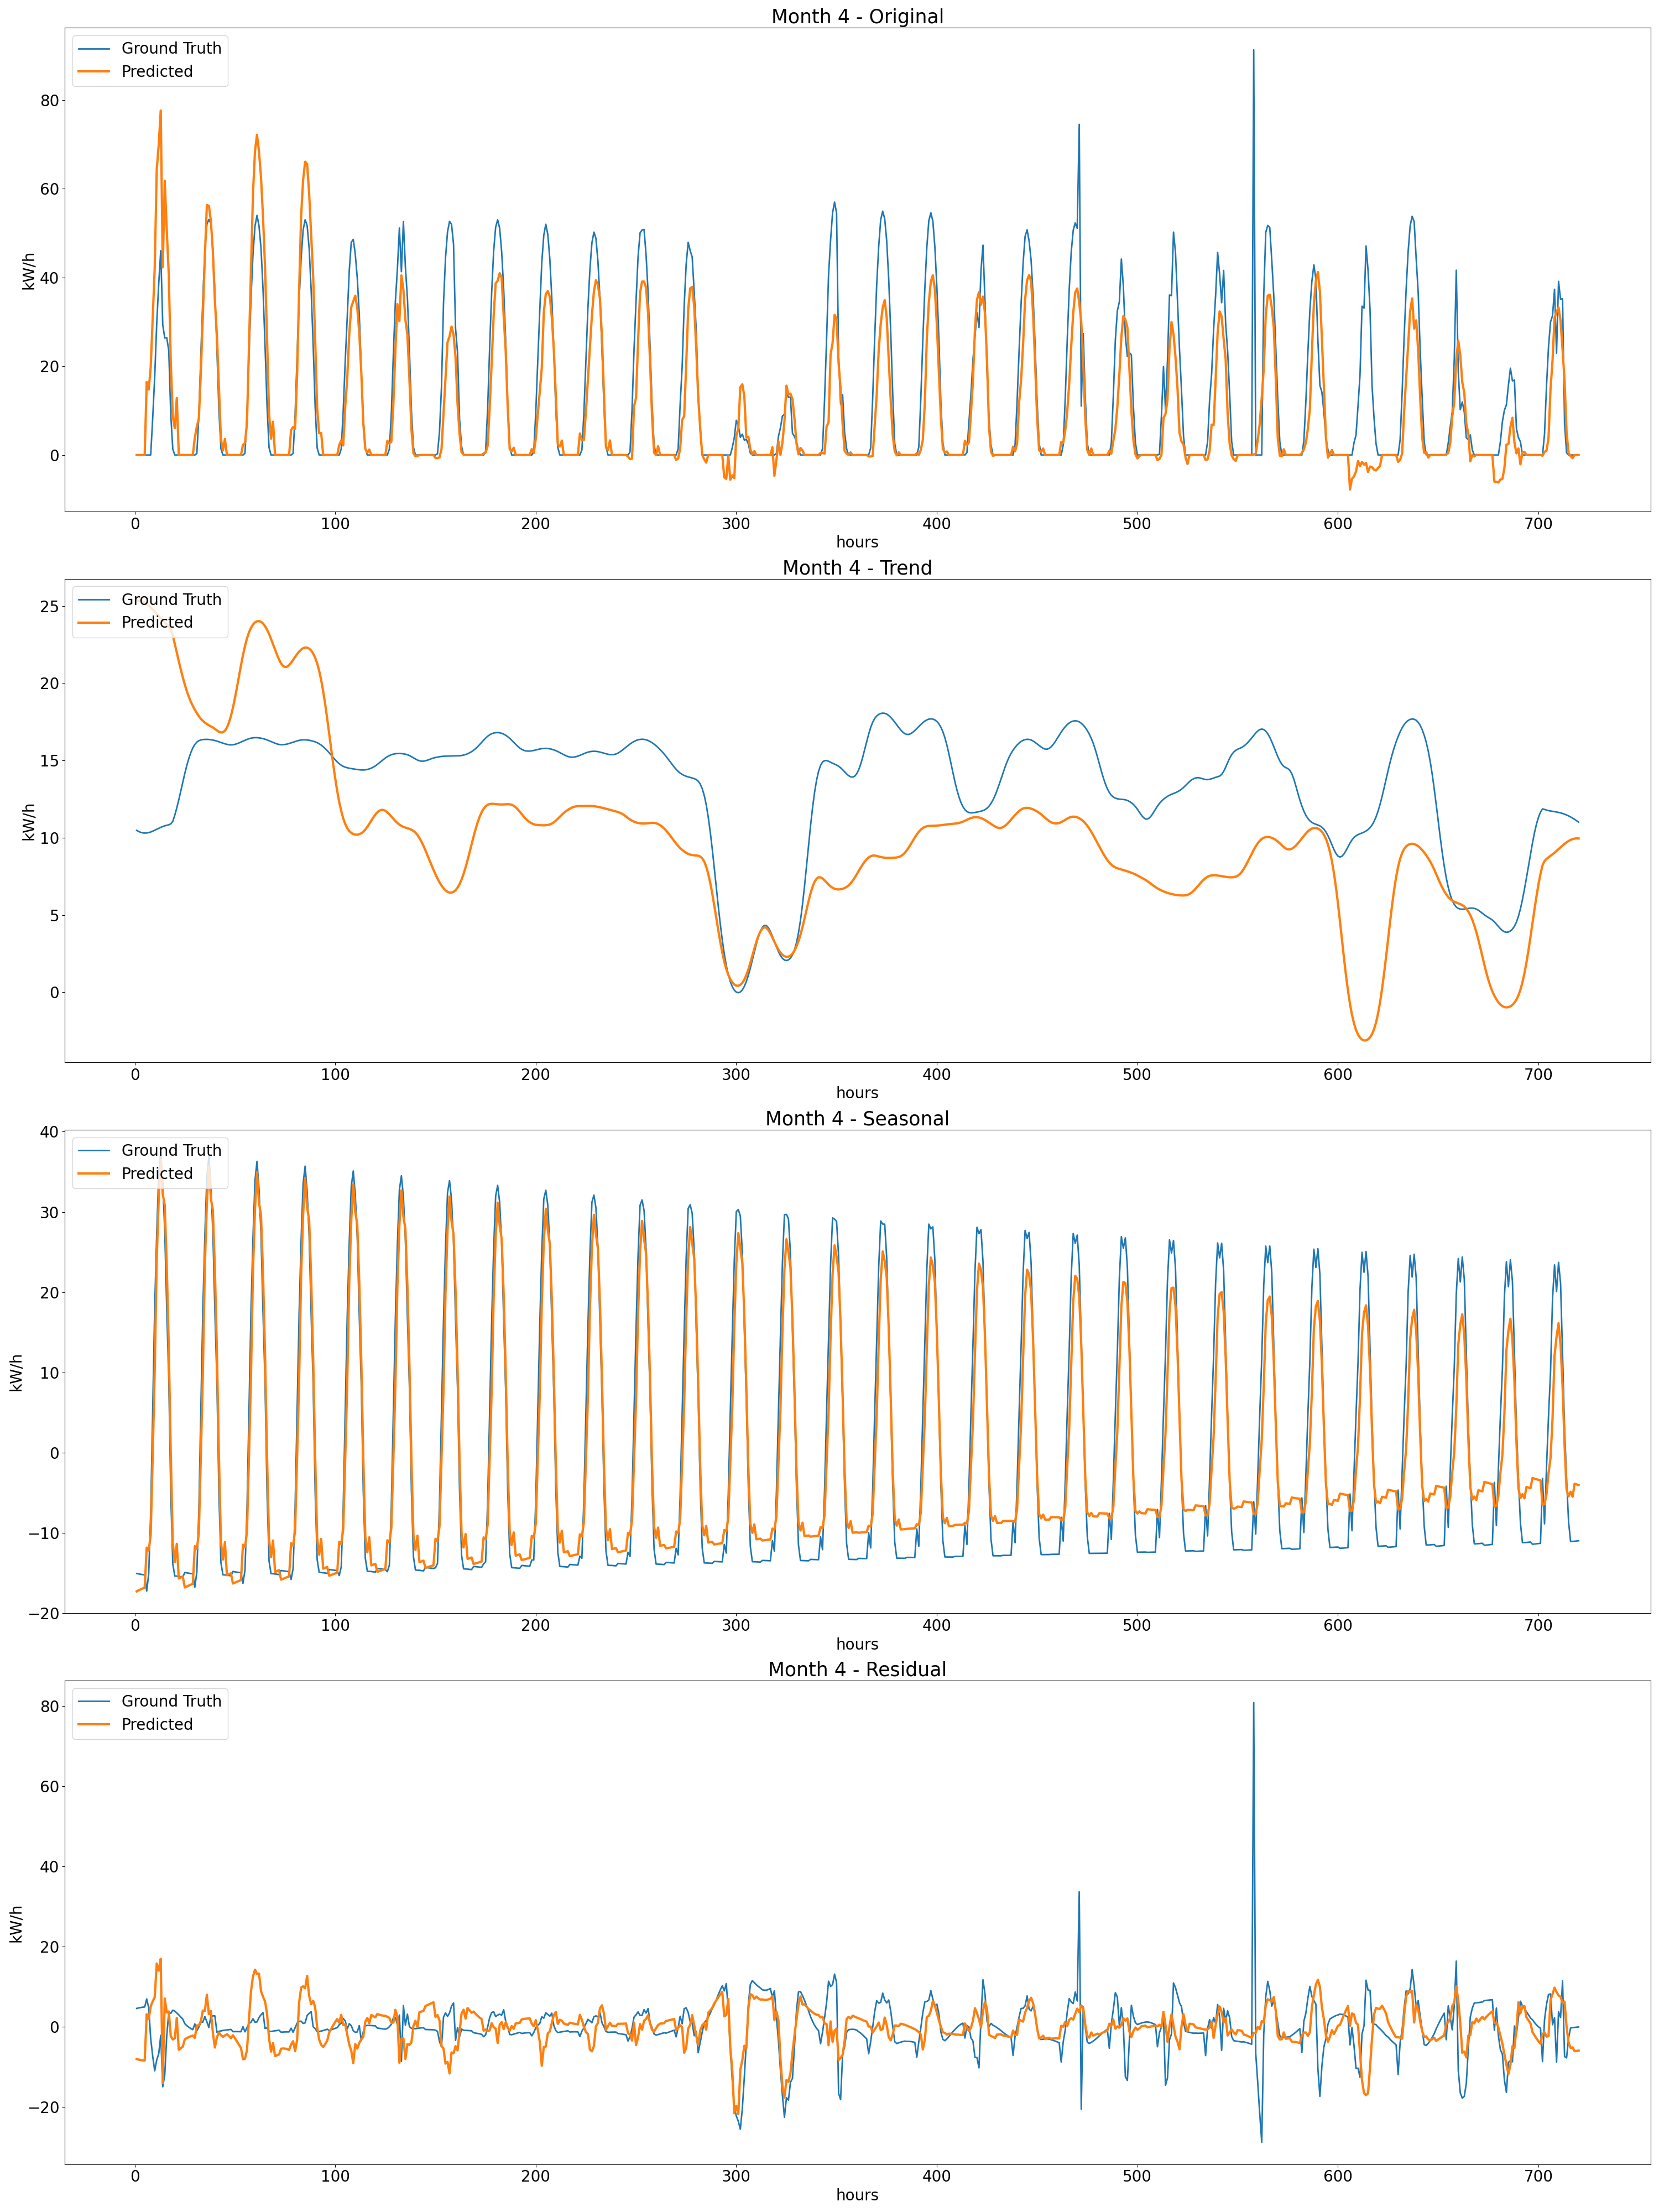 Month 4 - Original
Ground Truth
Predicted
80
60
40
20
0
kW/h
0 100 200 300 400 500 600 700
hours
Month 4 - Trend
Ground Truth
Predicted
25
20
15
10
5
0
kW/h
0 100 200 300 400 500 600 700
hours
Month 4 - Seasonal
Ground Truth
Predicted
40
30
20
10
0
−10
−20
kW/h
0 100 200 300 400 500 600 700
hours
Month 4 - Residual
Ground Truth
Predicted
80
60
40
20
0
−20
kW/h
0 100 200 300 400 500 600 700
hours